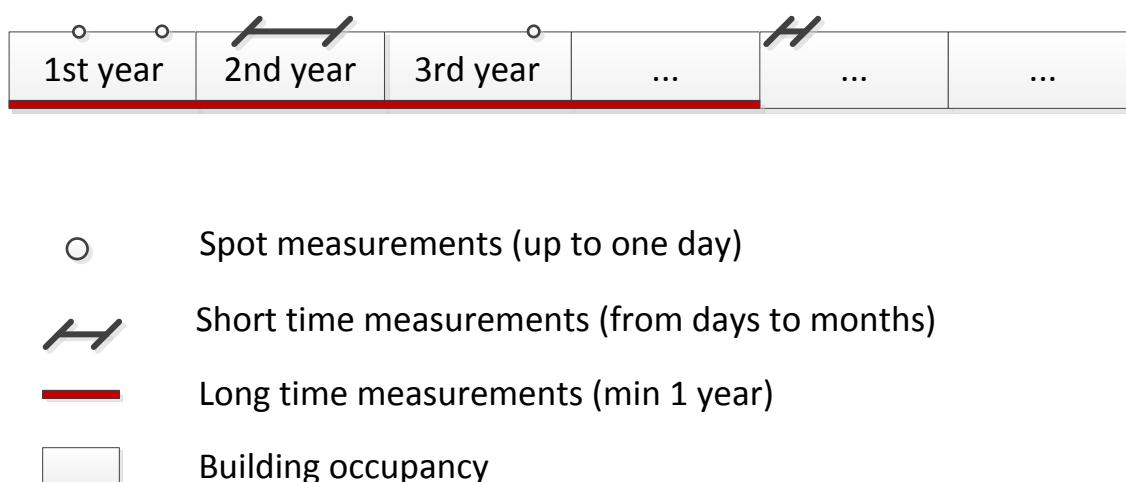 1st year 2nd year 3rd year ... ... ...
Spot measurements (up to one day)
Short time measurements (from days to months)
Long time measurements (min 1 year)
Building occupancy